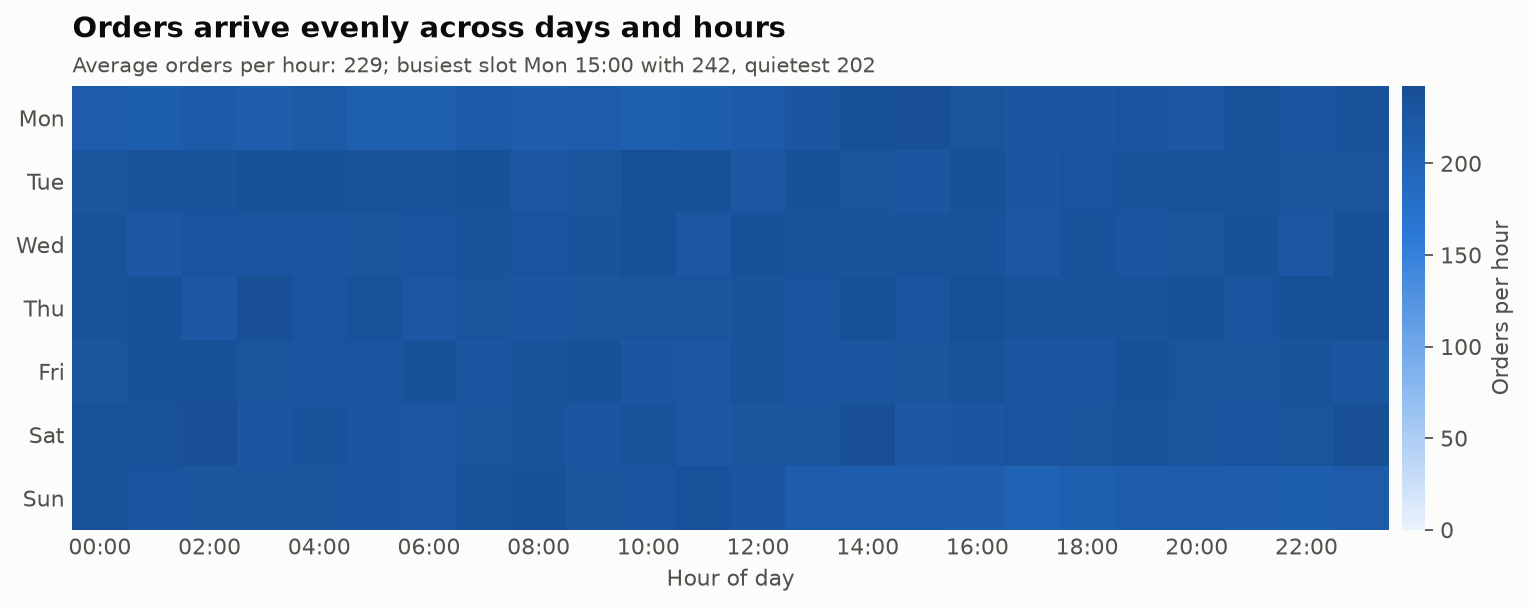 Orders arrive evenly across days and hours
Average orders per hour: 229; busiest slot Mon 15:00 with 242, quietest 202
Mon
Tue
Wed
Thu
Fri
Sat
Sun
00:00 02:00 04:00 06:00 08:00 10:00 12:00 14:00 16:00 18:00 20:00 22:00
Hour of day
200
150
100
50
0
Orders per hour